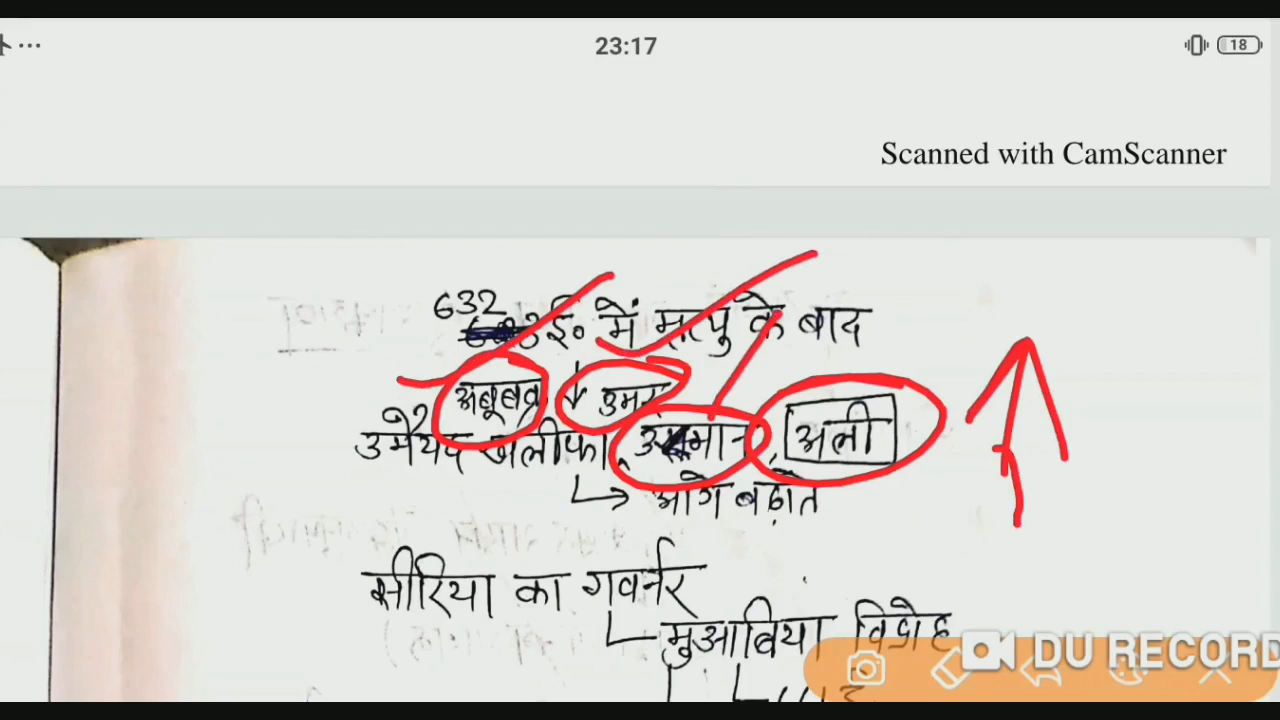 23:17
18
Scanned with CamScanner
632
ई० में मृत्यु के बाद
अबूबक्र उमर
उमैयद खलीफा, उस्मान, अली
आगे बढ़ाते
सीरिया का गवर्नर
मुआविया विद्रोह
DU RECORD